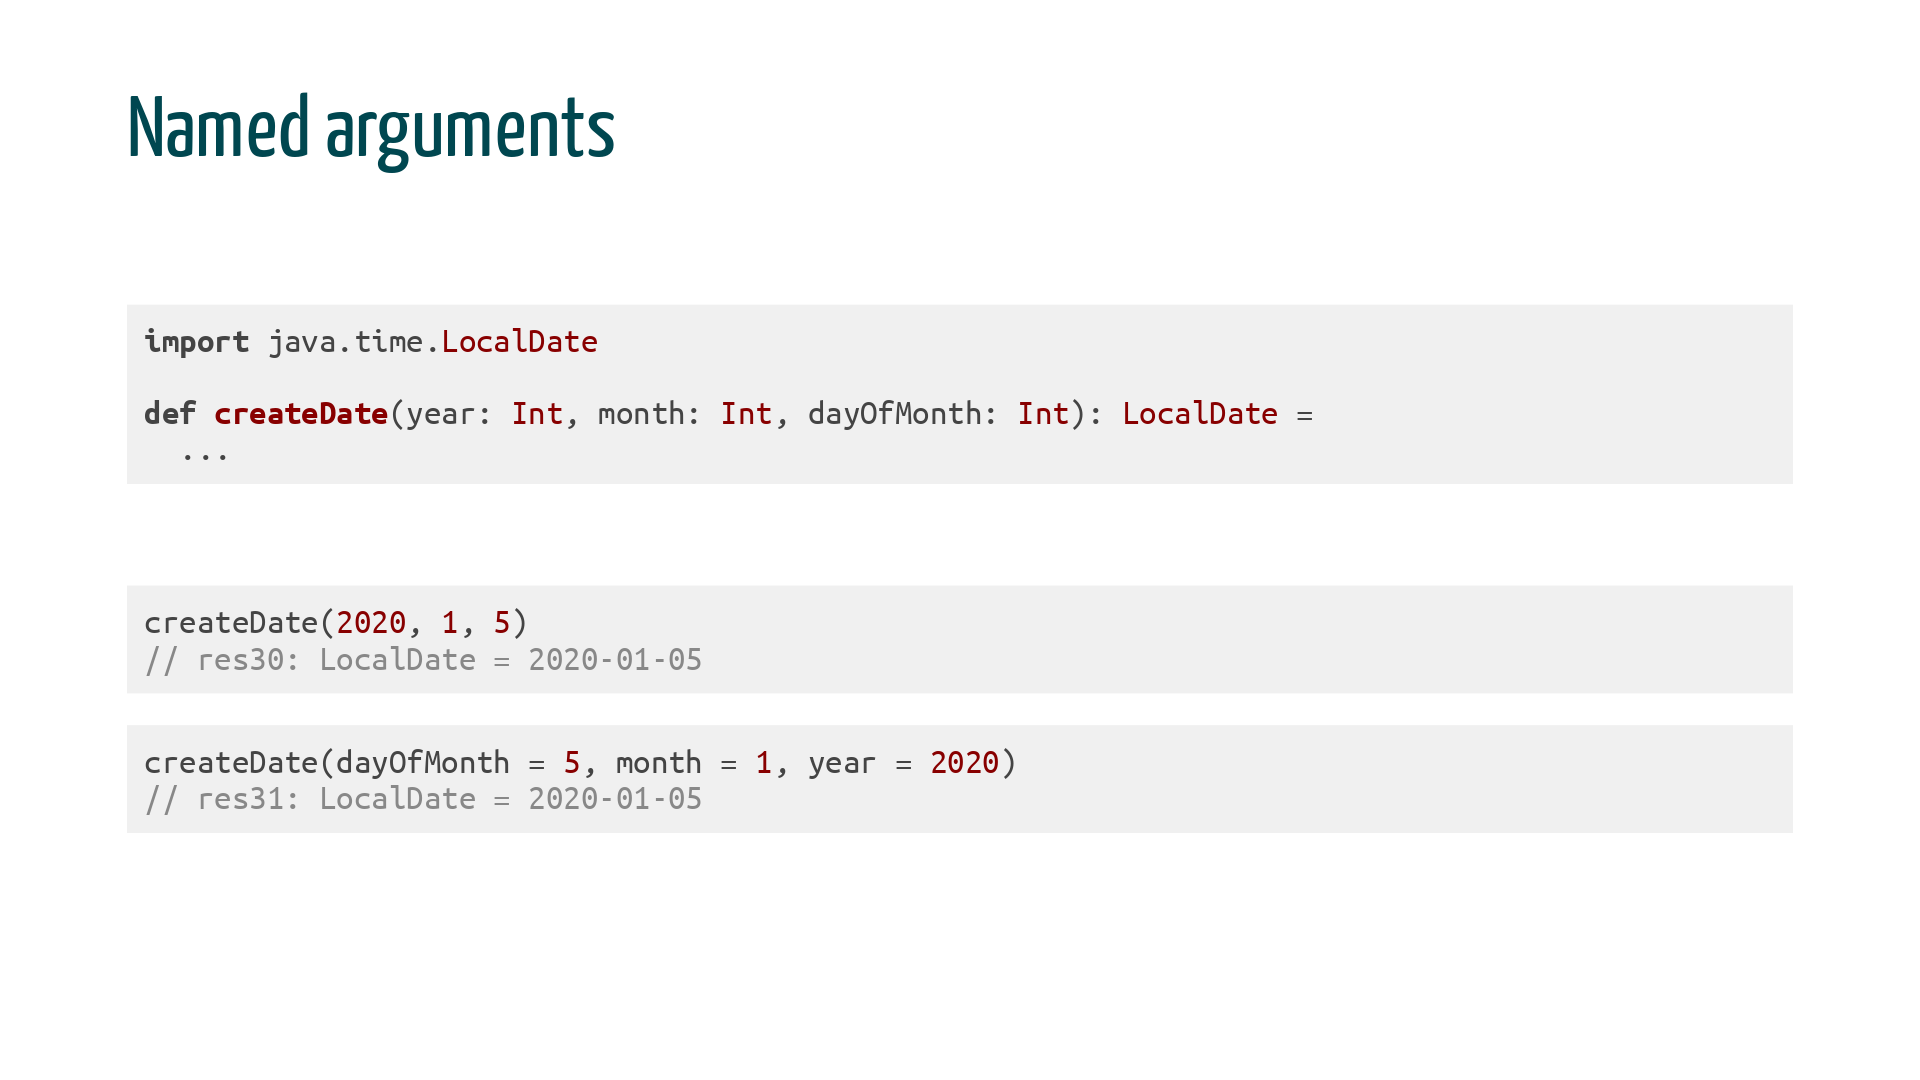 Named arguments
import java.time.LocalDate
def createDate(year: Int, month: Int, dayOfMonth: Int): LocalDate =
  ...
createDate(2020, 1, 5)
// res30: LocalDate = 2020-01-05
createDate(dayOfMonth = 5, month = 1, year = 2020)
// res31: LocalDate = 2020-01-05